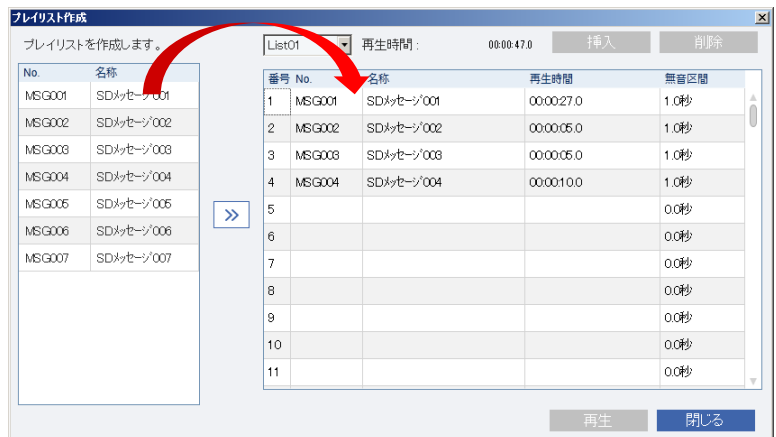 プレイリスト作成
プレイリストを作成します。
List01 再生時間: 00:00:47.0 挿入 削除
No. 名称
MSG001 SDメッセージ001
MSG002 SDメッセージ002
MSG003 SDメッセージ003
MSG004 SDメッセージ004
MSG005 SDメッセージ005
MSG006 SDメッセージ006
MSG007 SDメッセージ007
>>
番号 No. 名称 再生時間 無音区間
1 MSG001 SDメッセージ001 00:00:27.0 1.0秒
2 MSG002 SDメッセージ002 00:00:05.0 1.0秒
3 MSG003 SDメッセージ003 00:00:05.0 1.0秒
4 MSG004 SDメッセージ004 00:00:10.0 1.0秒
5 0.0秒
6 0.0秒
7 0.0秒
8 0.0秒
9 0.0秒
10 0.0秒
11 0.0秒
再生 閉じる